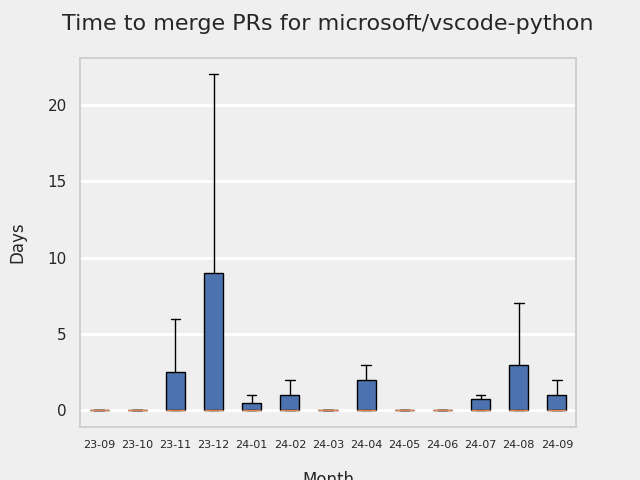 Time to merge PRs for microsoft/vscode-python
20
15
10
5
0
Days
23-09 23-10 23-11 23-12 24-01 24-02 24-03 24-04 24-05 24-06 24-07 24-08 24-09
Month